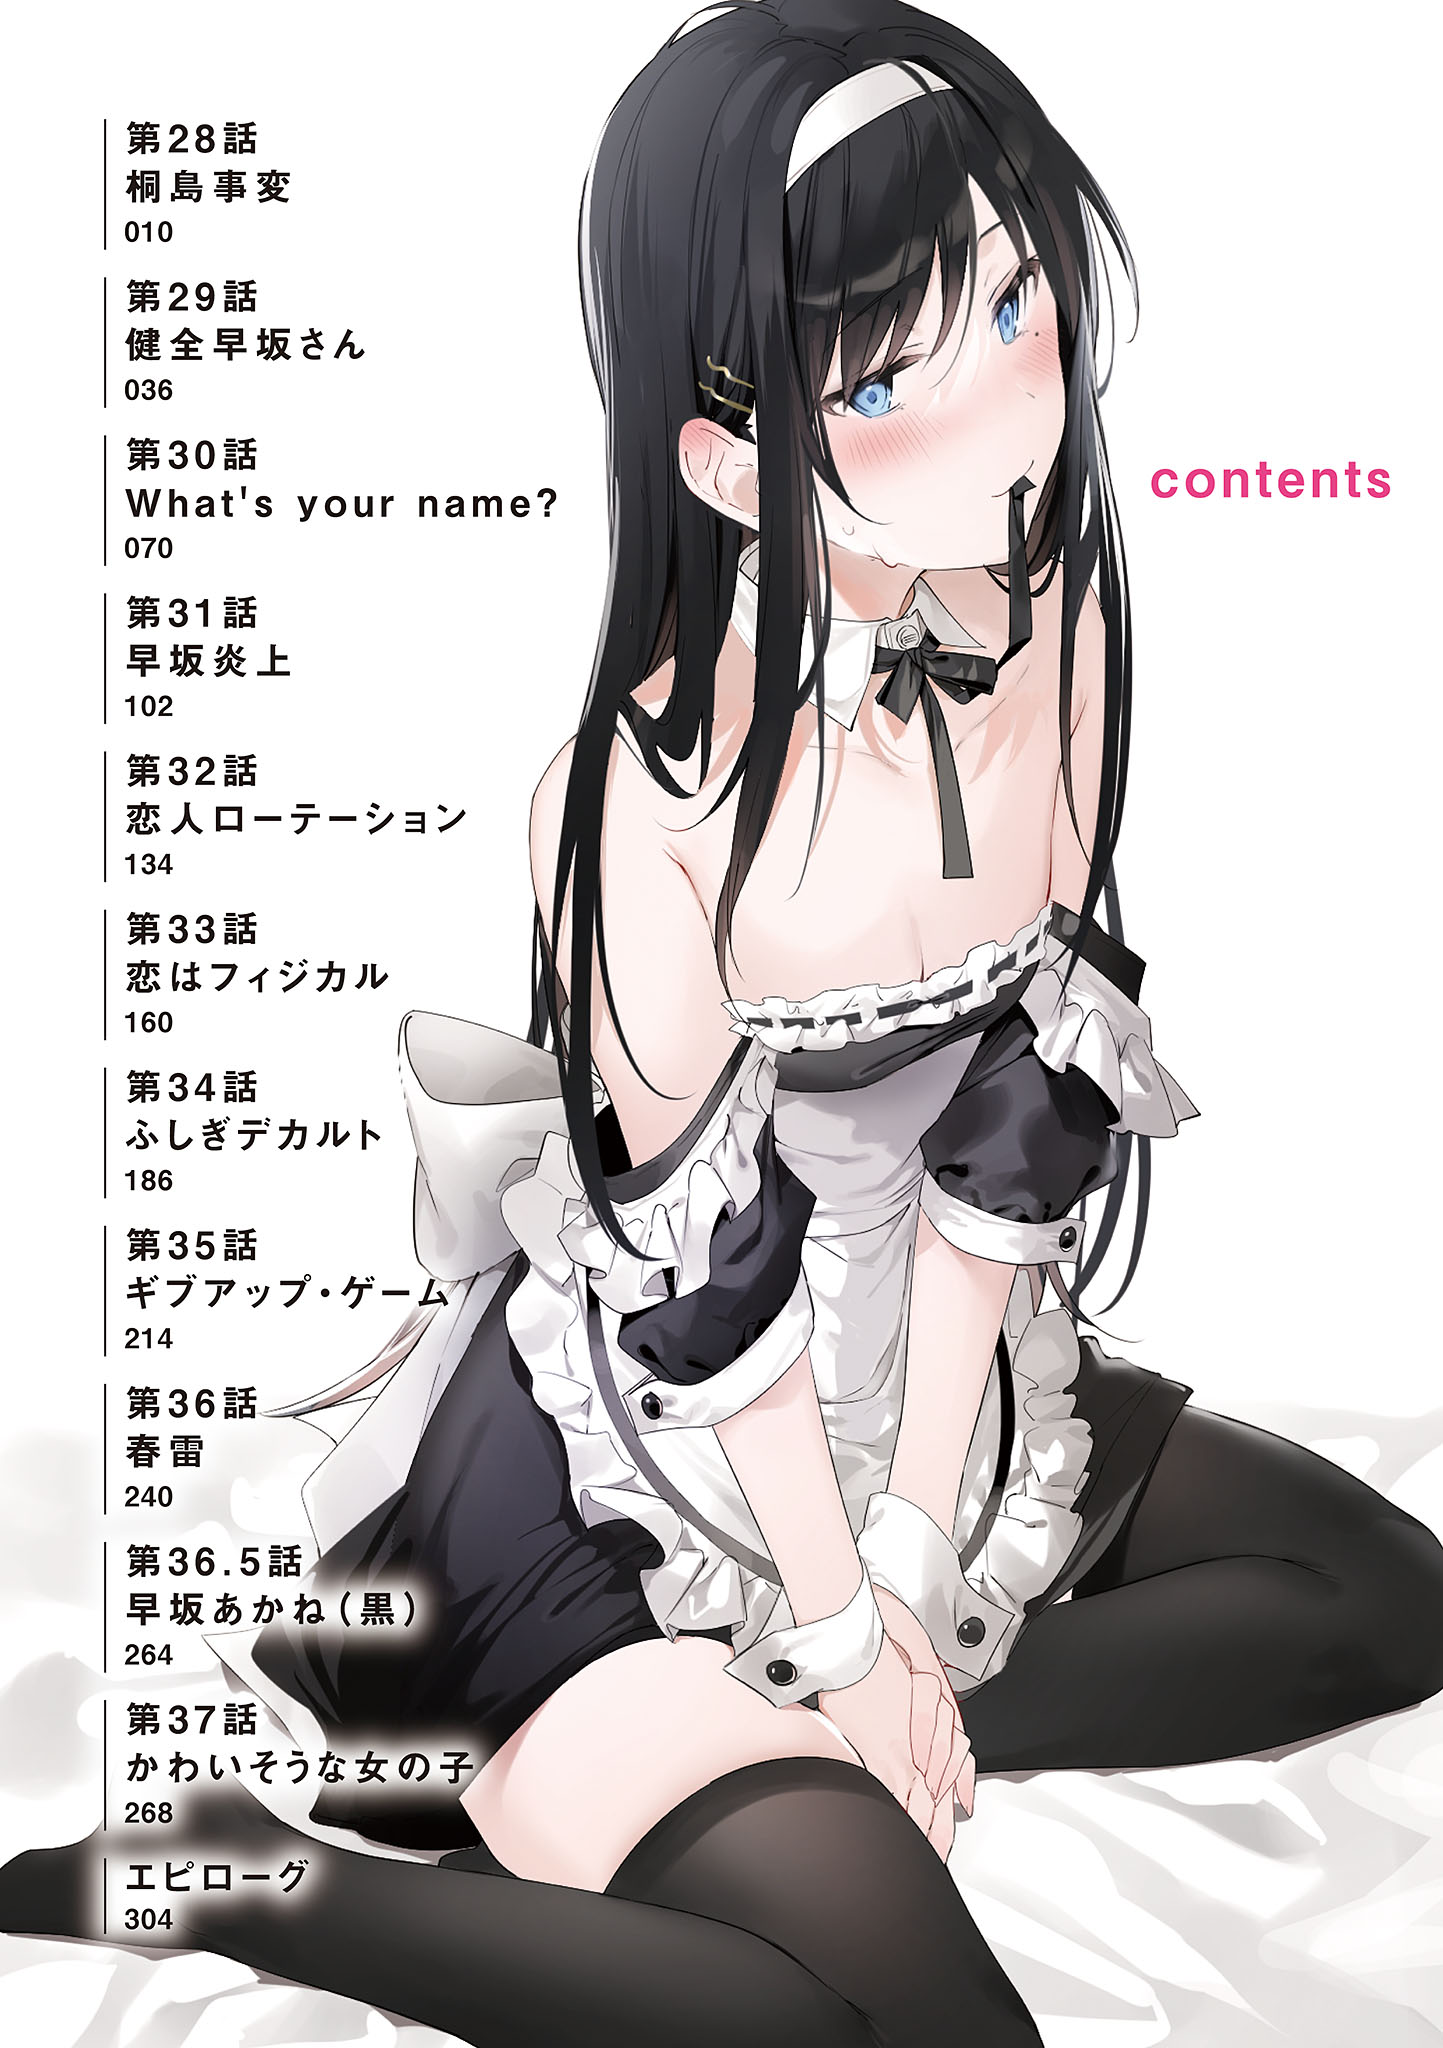 contents
第28話
桐島事変
010
第29話
健全早坂さん
036
第30話
What's your name?
070
第31話
早坂炎上
102
第32話
恋人ローテーション
134
第33話
恋はフィジカル
160
第34話
ふしぎデカルト
186
第35話
ギブアップ・ゲーム
214
第36話
春雷
240
第36.5話
早坂あかね（黒）
264
第37話
かわいそうな女の子
268
エピローグ
304